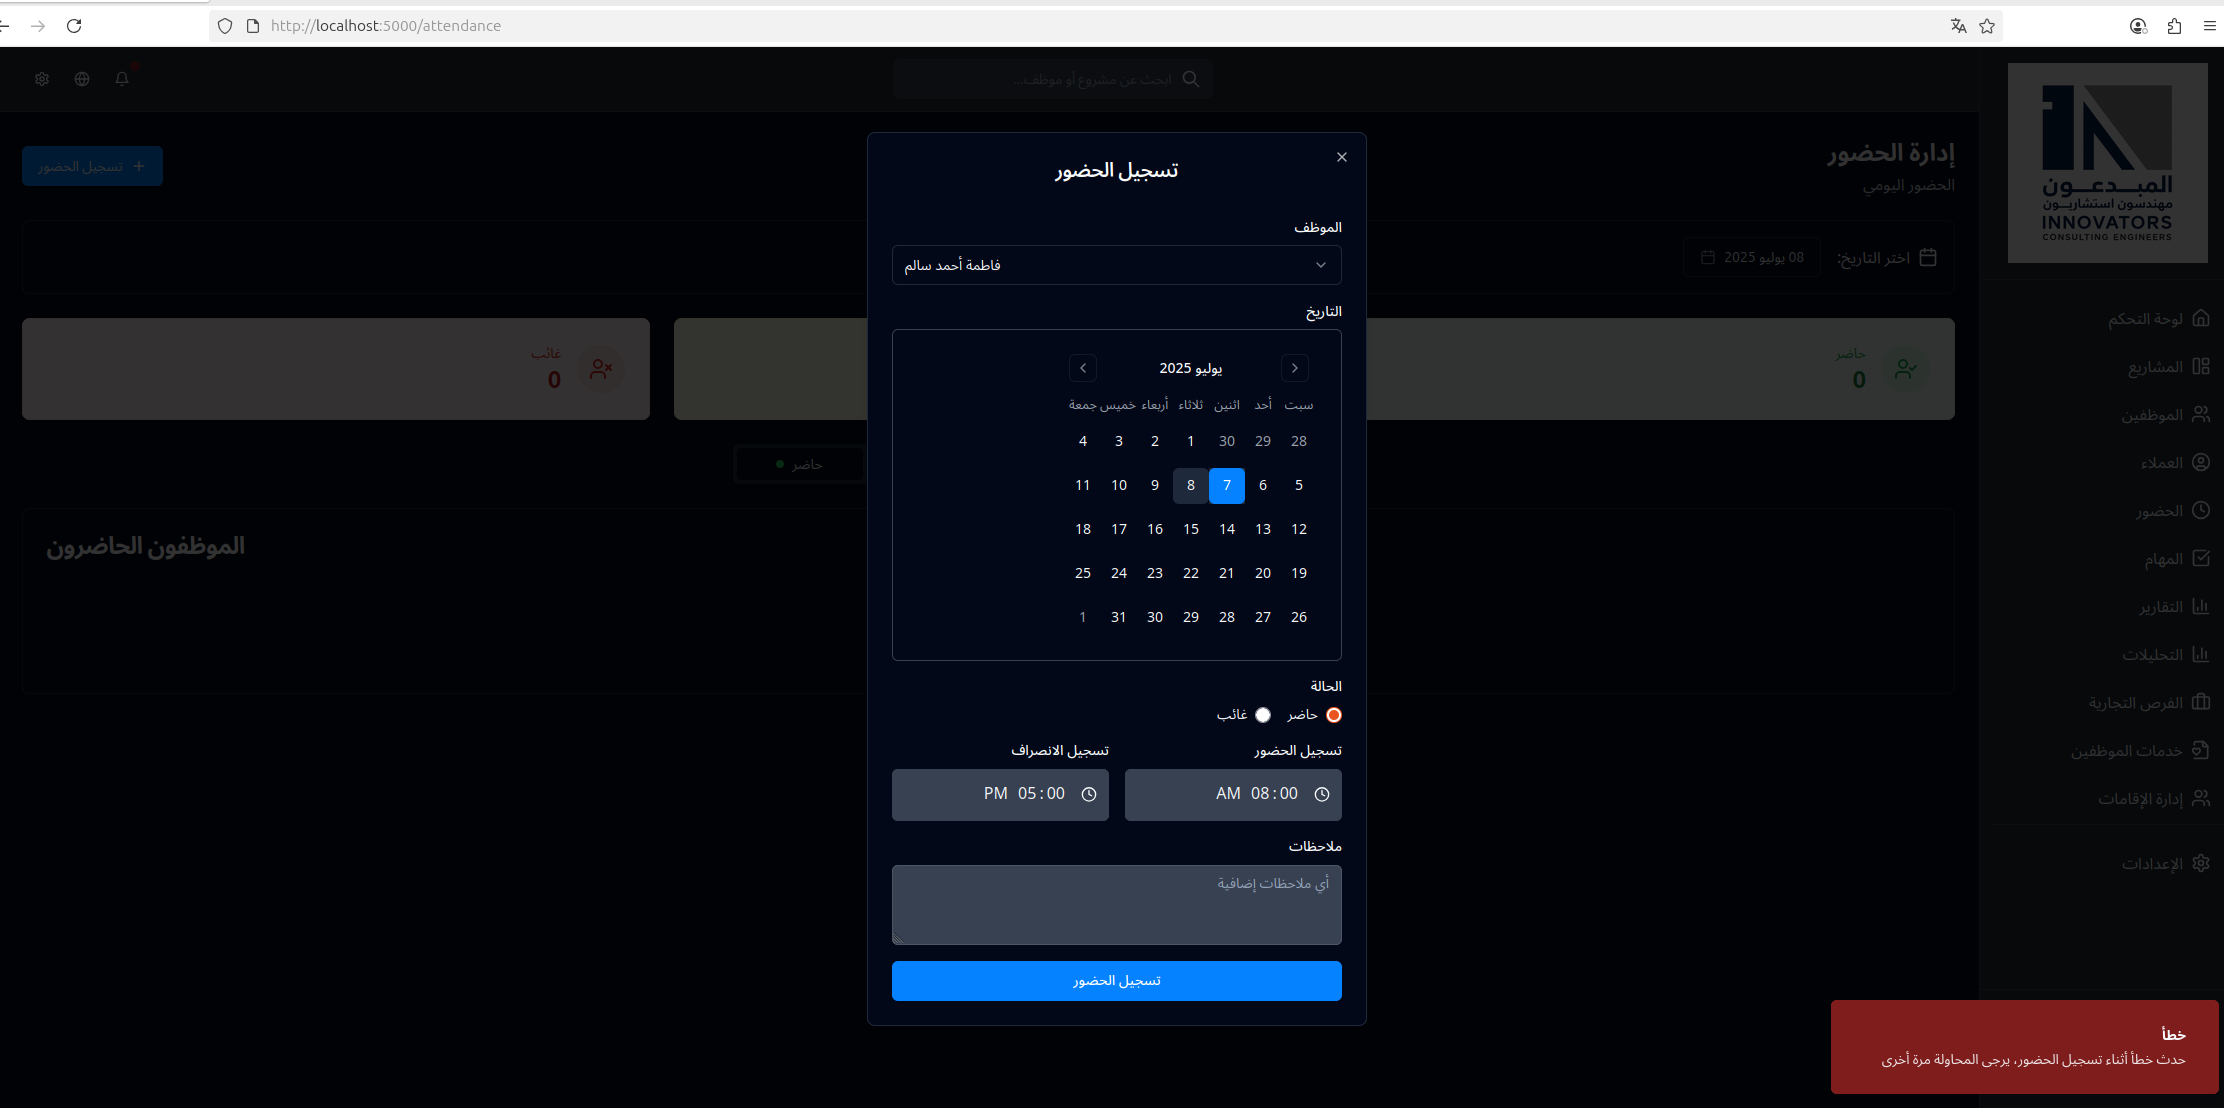 http://localhost:5000/attendance
ابحث عن مشروع أو موظف...
المبدعون
مهندسون استشاريون
INNOVATORS
CONSULTING ENGINEERS
لوحة التحكم
المشاريع
الموظفين
العملاء
الحضور
المهام
التقارير
التحليلات
الفرص التجارية
خدمات الموظفين
إدارة الإقامات
الإعدادات
إدارة الحضور
الحضور اليومي
تسجيل الحضور
اختر التاريخ:
08 يوليو 2025
حاضر
0
غائب
0
حاضر
الموظفون الحاضرون
تسجيل الحضور
الموظف
فاطمة أحمد سالم
التاريخ
يوليو 2025
سبت أحد اثنين ثلاثاء أربعاء خميس جمعة
28 29 30 1 2 3 4
5 6 7 8 9 10 11
12 13 14 15 16 17 18
19 20 21 22 23 24 25
26 27 28 29 30 31 1
الحالة
حاضر غائب
تسجيل الحضور
08:00 AM
تسجيل الانصراف
05:00 PM
ملاحظات
أي ملاحظات إضافية
تسجيل الحضور
خطأ
حدث خطأ أثناء تسجيل الحضور، يرجى المحاولة مرة أخرى